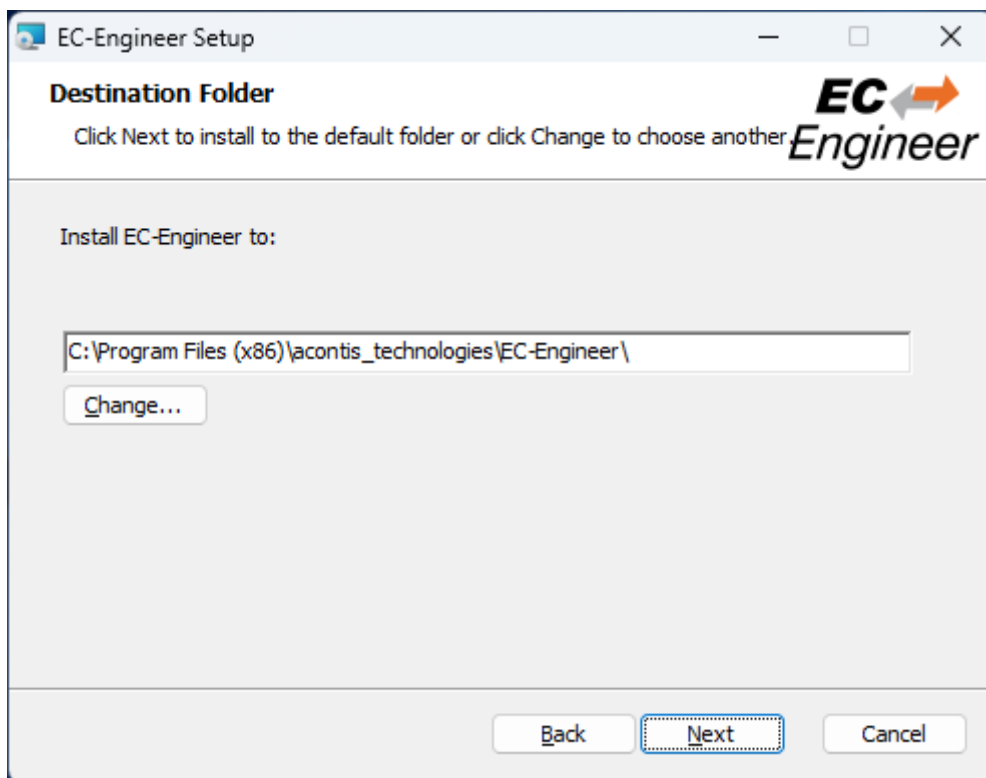 EC-Engineer Setup
Destination Folder
Click Next to install to the default folder or click Change to choose another.
EC
Engineer
Install EC-Engineer to:
C:\Program Files (x86)\acontis_technologies\EC-Engineer\
Change...
Back
Next
Cancel